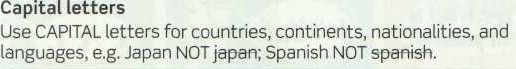 Capital letters
Use CAPITAL letters for countries, continents, nationalities, and
languages, e.g. Japan NOT japan; Spanish NOT spanish.